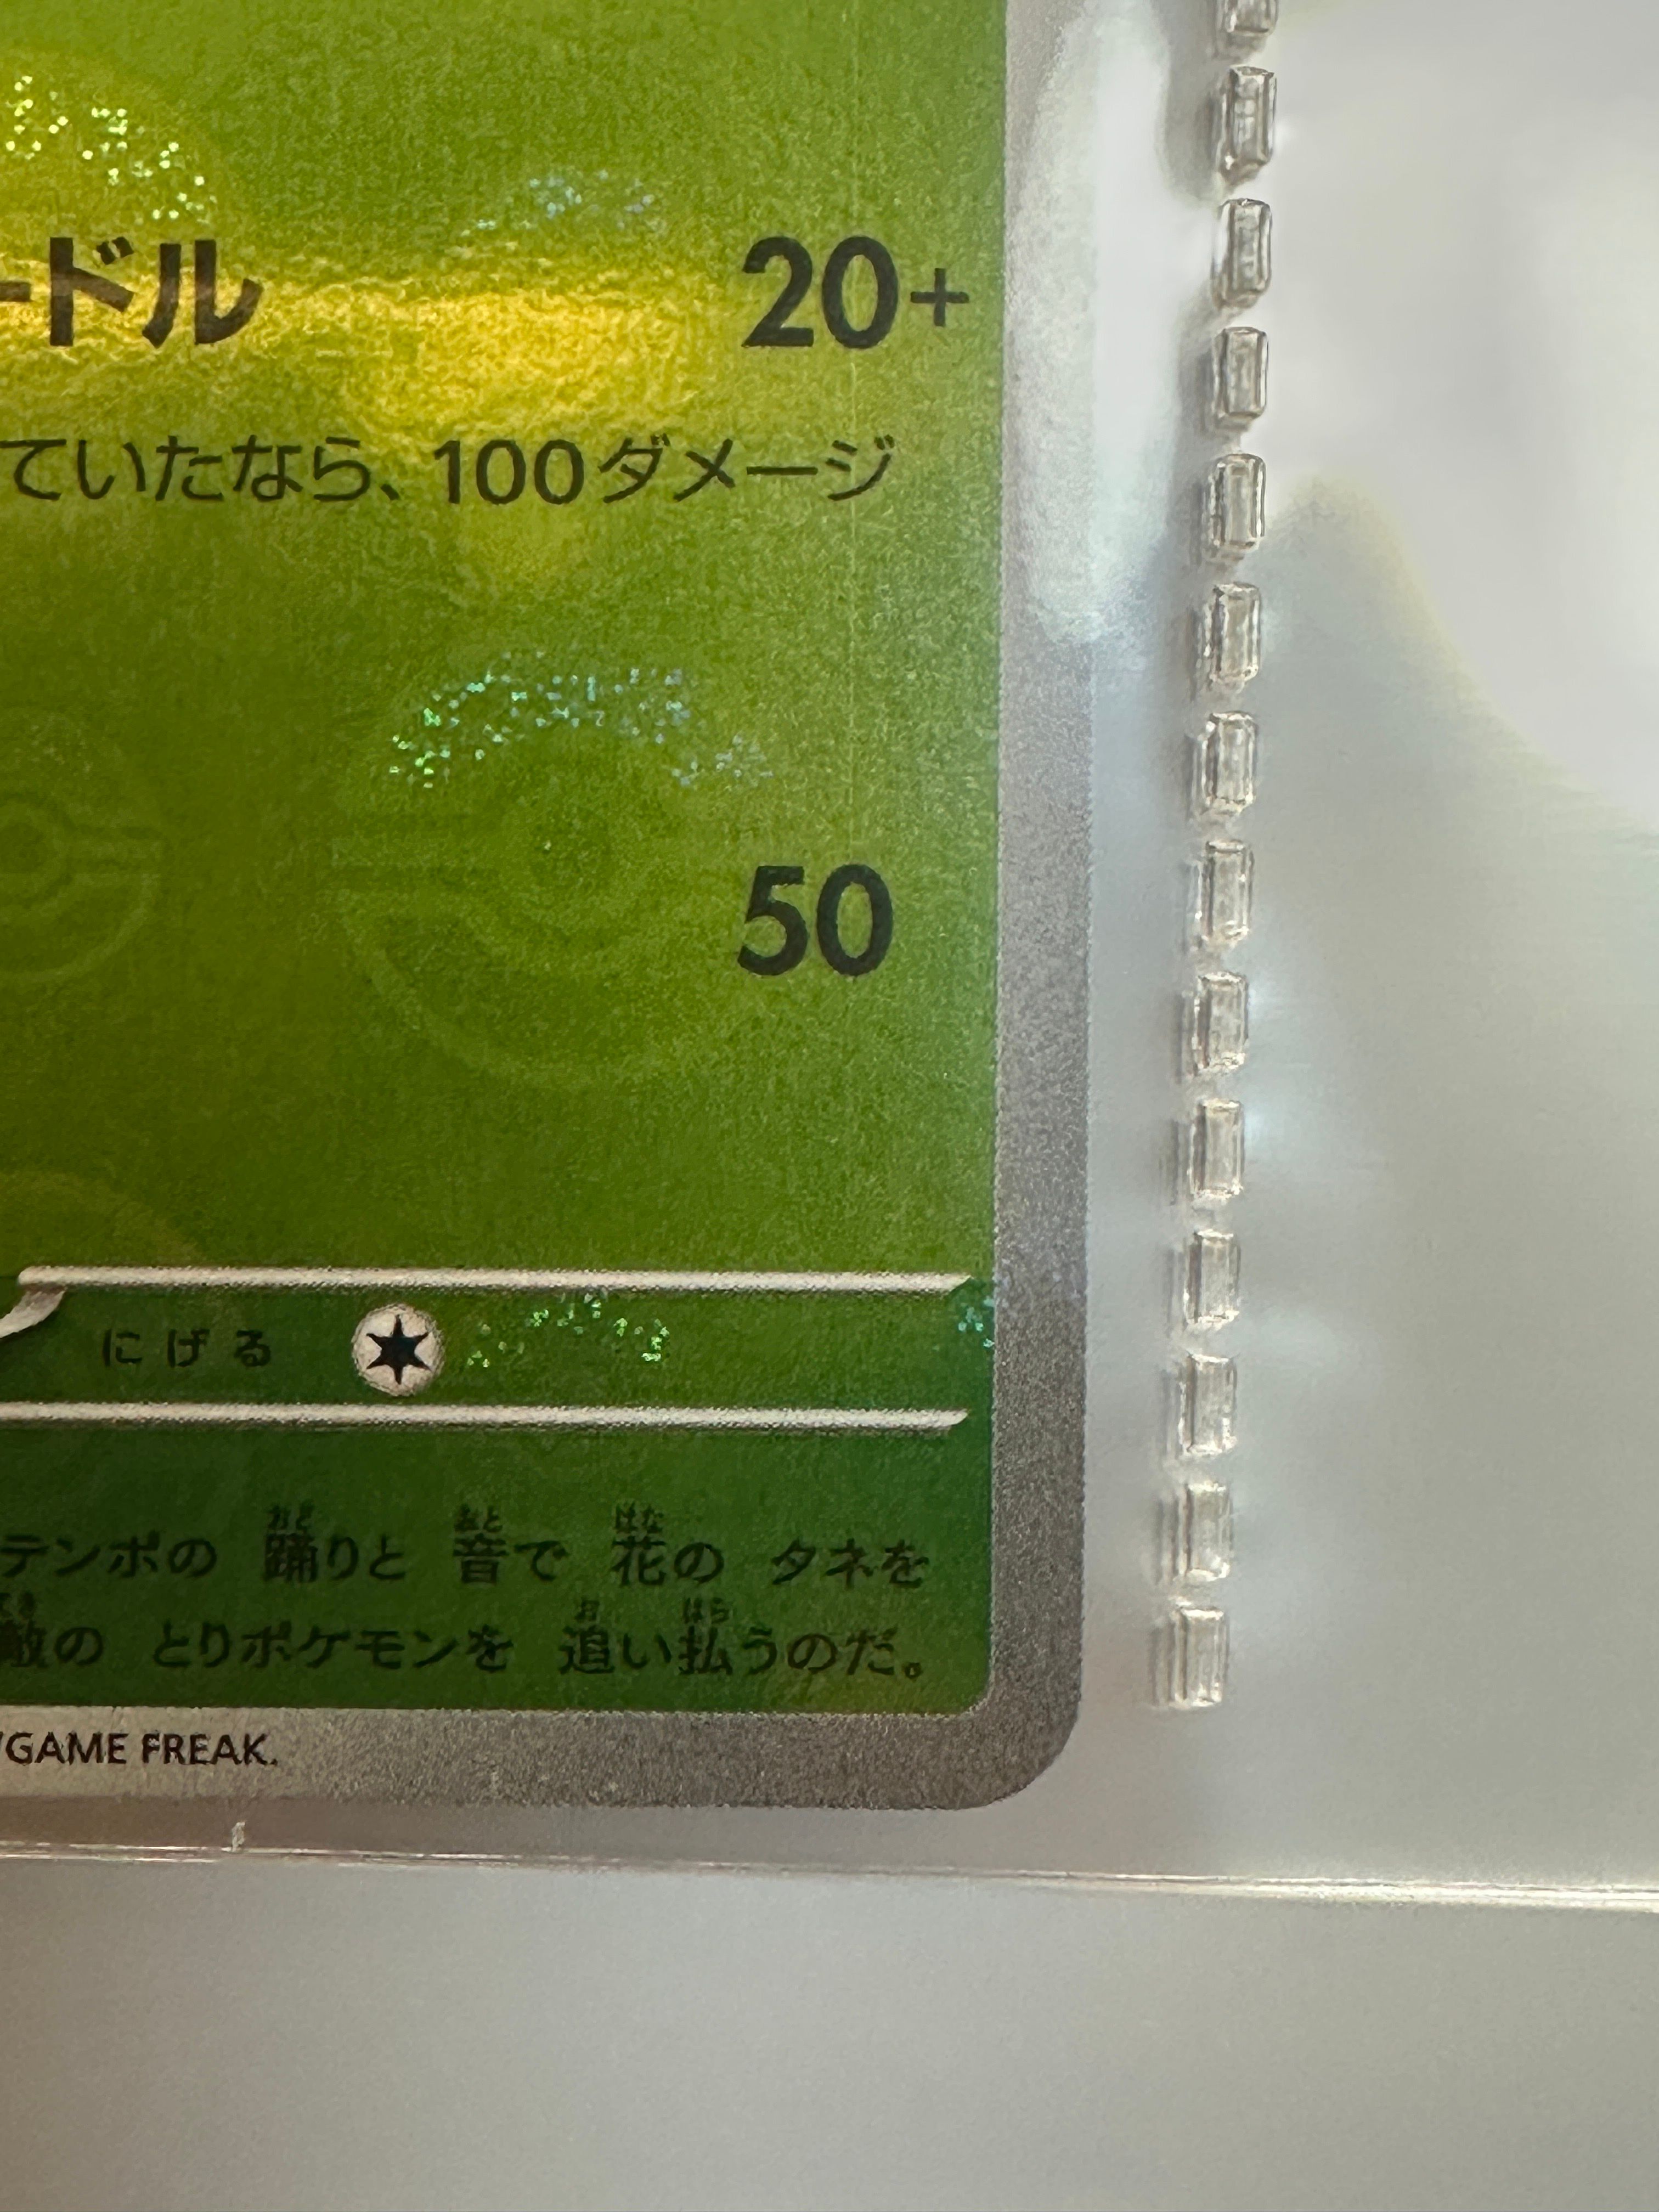 ードル 20+
ていたなら、100ダメージ
50
にげる
テンポの 踊りと 音で 花の タネを
敵の とりポケモンを 追い払うのだ。
/GAME FREAK.